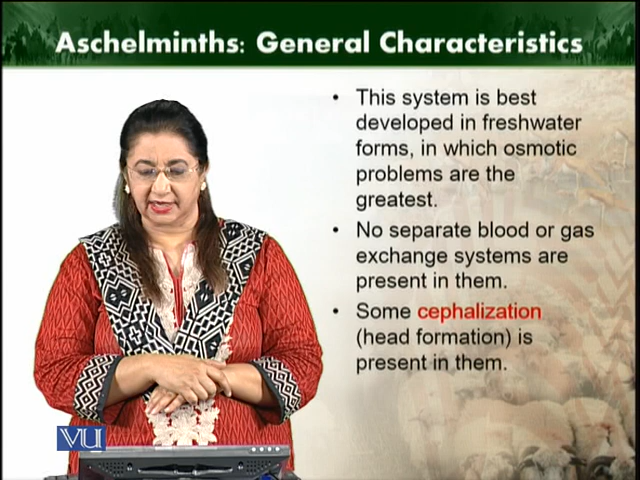 Aschelminths: General Characteristics
• This system is best
developed in freshwater
forms, in which osmotic
problems are the
greatest.
• No separate blood or gas
exchange systems are
present in them.
• Some cephalization
(head formation) is
present in them.
VU